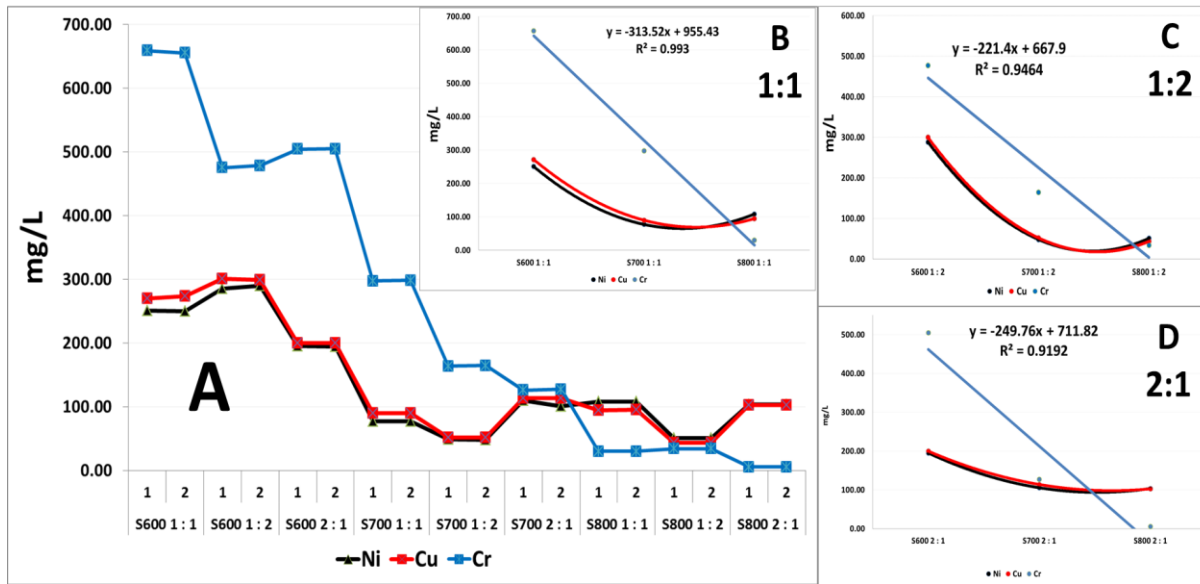 700.00
600.00
500.00
400.00
300.00
200.00
100.00
0.00
mg/L
A
1 2 1 2 1 2 1 2 1 2 1 2 1 2 1 2 1 2
S600 1 : 1 S600 1 : 2 S600 2 : 1 S700 1 : 1 S700 1 : 2 S700 2 : 1 S800 1 : 1 S800 1 : 2 S800 2 : 1
Ni Cu Cr
700.00
600.00
500.00
400.00
300.00
200.00
100.00
0.00
mg/L
y = -313.52x + 955.43
R² = 0.993
B
1:1
S600 1 : 1 S700 1 : 1 S800 1 : 1
Ni Cu Cr
600.00
500.00
400.00
300.00
200.00
100.00
0.00
mg/L
y = -221.4x + 667.9
R² = 0.9464
C
1:2
S600 1 : 2 S700 1 : 2 S800 1 : 2
Ni Cu Cr
500.00
400.00
300.00
200.00
100.00
0.00
mg/L
y = -249.76x + 711.82
R² = 0.9192
D
2:1
S600 2 : 1 S700 2 : 1 S800 2 : 1
Ni Cu Cr